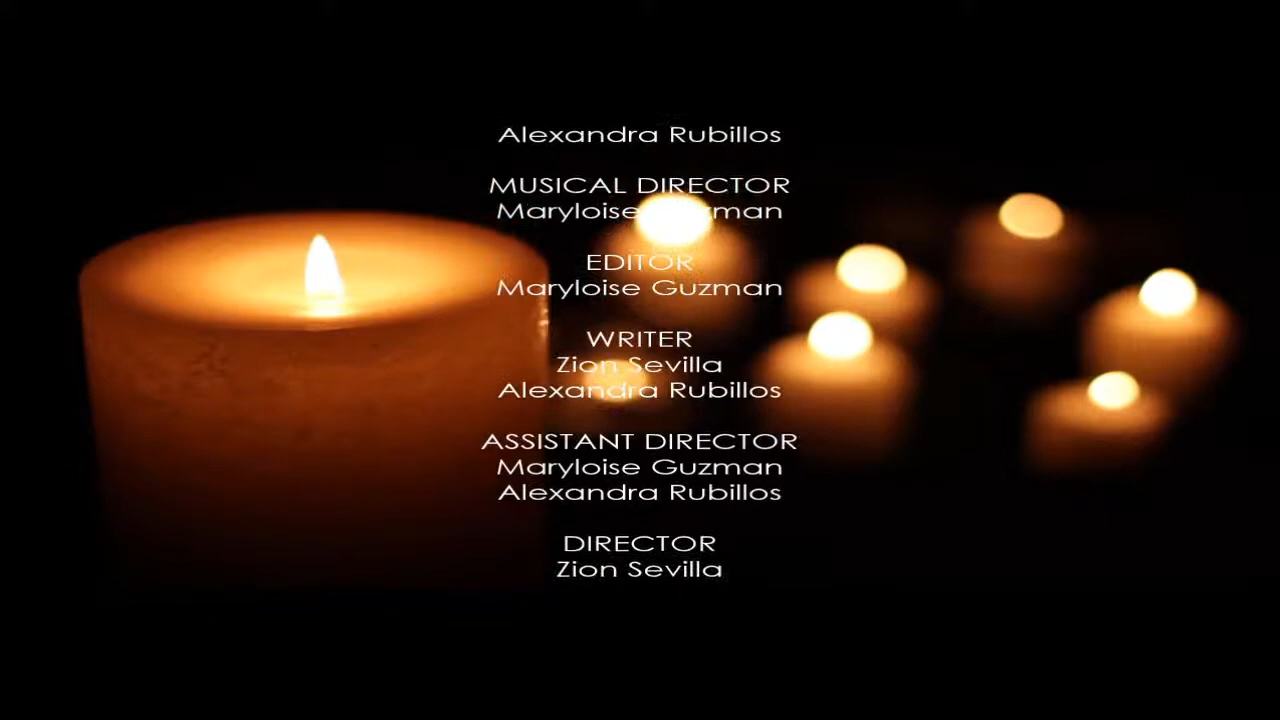 Alexandra Rubillos
MUSICAL DIRECTOR
Maryloise Guzman
EDITOR
Maryloise Guzman
WRITER
Zion Sevilla
Alexandra Rubillos
ASSISTANT DIRECTOR
Maryloise Guzman
Alexandra Rubillos
DIRECTOR
Zion Sevilla